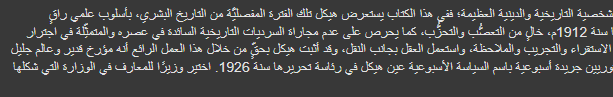 شخصية التاريخية والدينية العظيمة؛ ففي هذا الكتاب يستعرض هيكل تلك الفترة المفصليَّة من التاريخ البشري، بأسلوب علمي راقٍ
ا سنة 1912م، خالٍ من التعصُّب والتحزُّب، كما يحرص على عدم مجاراة السرديات التاريخية السائدة في عصره والمتمثِّلة في اجترار
الاستقراء والتجريب والملاحظة، واستعمل العقل بجانب النقل، وقد أثبت هيكل بحقٍّ من خلال هذا العمل الرائع أنه مؤرخ قدير وعالم جليل
وريين جريدة أسبوعية باسم السياسة الأسبوعية عين هيكل في رئاسة تحريرها سنة 1926. اختير وزيرًا للمعارف في الوزارة التي شكلها